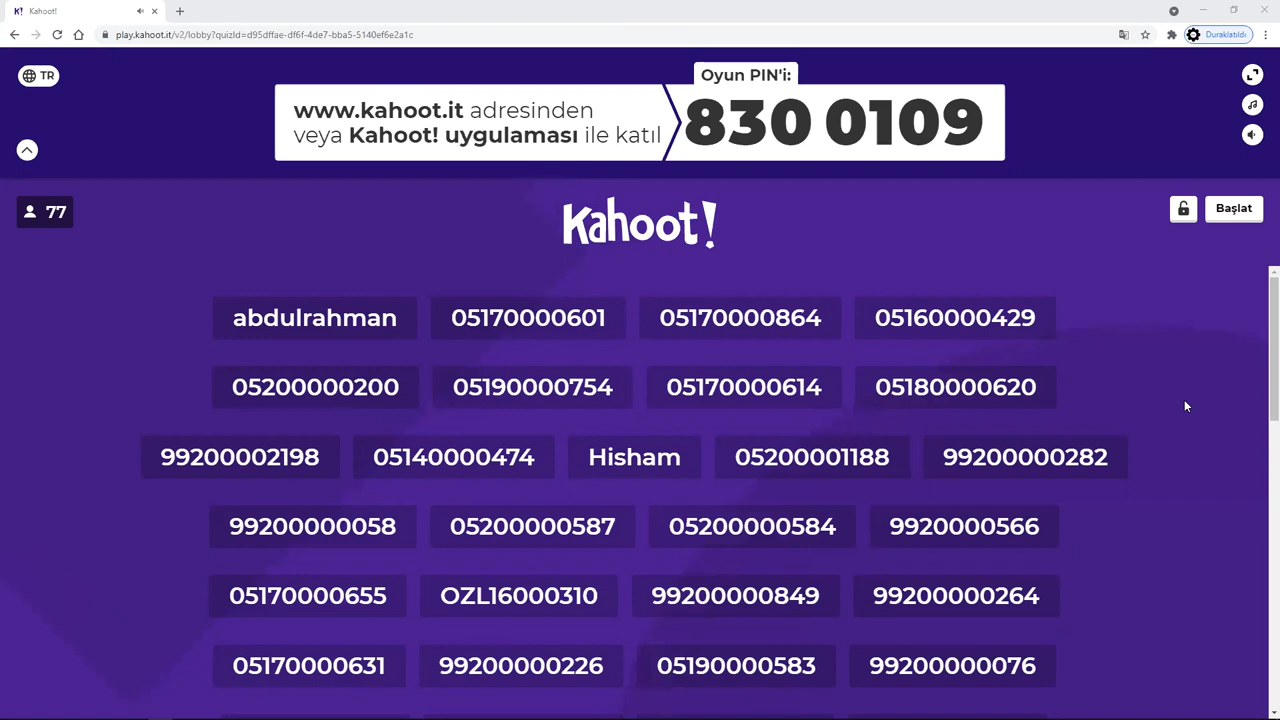 Kahoot!
play.kahoot.it/v2/lobby?quizId=d95dffae-df6f-4de7-bba5-5140ef6e2a1c
Duraklatıldı
TR
Oyun PIN'i:
www.kahoot.it adresinden
veya Kahoot! uygulaması ile katıl
830 0109
77
Kahoot!
Başlat
abdulrahman 05170000601 05170000864 05160000429
05200000200 05190000754 05170000614 05180000620
99200002198 05140000474 Hisham 05200001188 99200000282
99200000058 05200000587 05200000584 9920000566
05170000655 OZL16000310 99200000849 99200000264
05170000631 99200000226 05190000583 99200000076